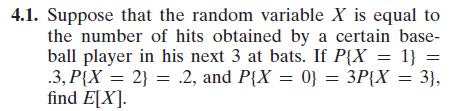 4.1. Suppose that the random variable X is equal to
the number of hits obtained by a certain base-
ball player in his next 3 at bats. If P{X = 1} =
.3, P{X = 2} = .2, and P{X = 0} = 3P{X = 3},
find E[X].